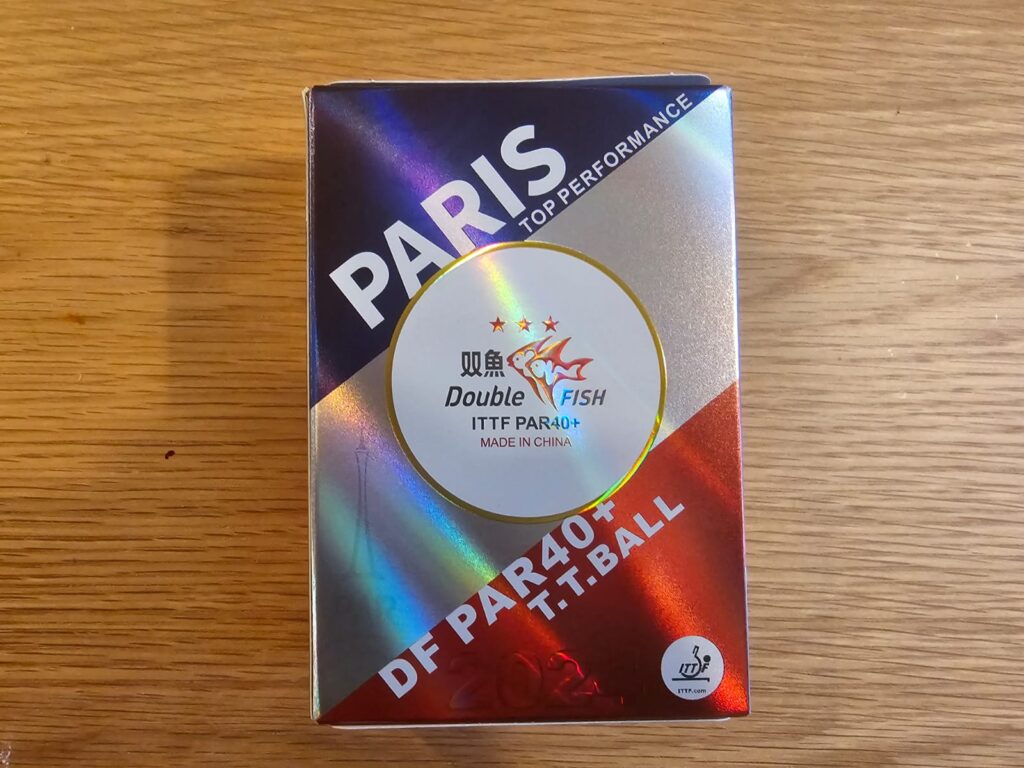 PARIS
TOP PERFORMANCE
双魚
Double FISH
ITTF PAR40+
MADE IN CHINA
DF PAR40+
T.T.BALL
ITTF
ITTF.com